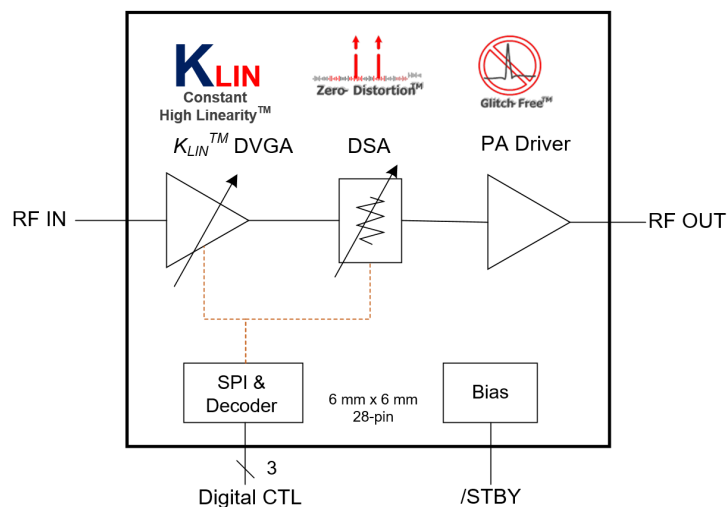 KLIN
Constant
High Linearity™
Zero- Distortion™
Glitch-Free™
KLIN™ DVGA
DSA
PA Driver
RF IN
RF OUT
SPI &
Decoder
6 mm x 6 mm
28-pin
Bias
3
Digital CTL
/STBY